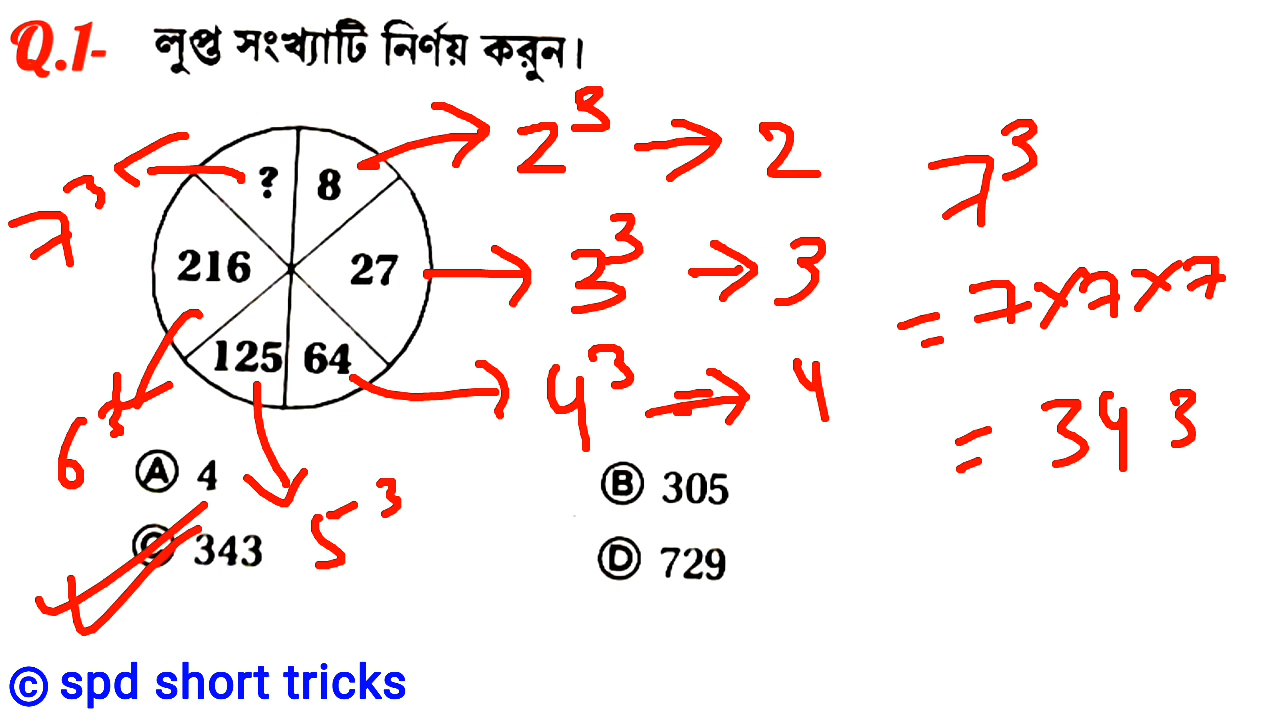 Q.1- লুপ্ত সংখ্যাটি নির্ণয় করুন।
? 8
216 27
125 64
7³
2³ → 2
3³ → 3
4³ → 4
5³
6³
7³
= 7×7×7
= 343
Ⓐ 4
Ⓑ 305
Ⓒ 343
Ⓓ 729
© spd short tricks